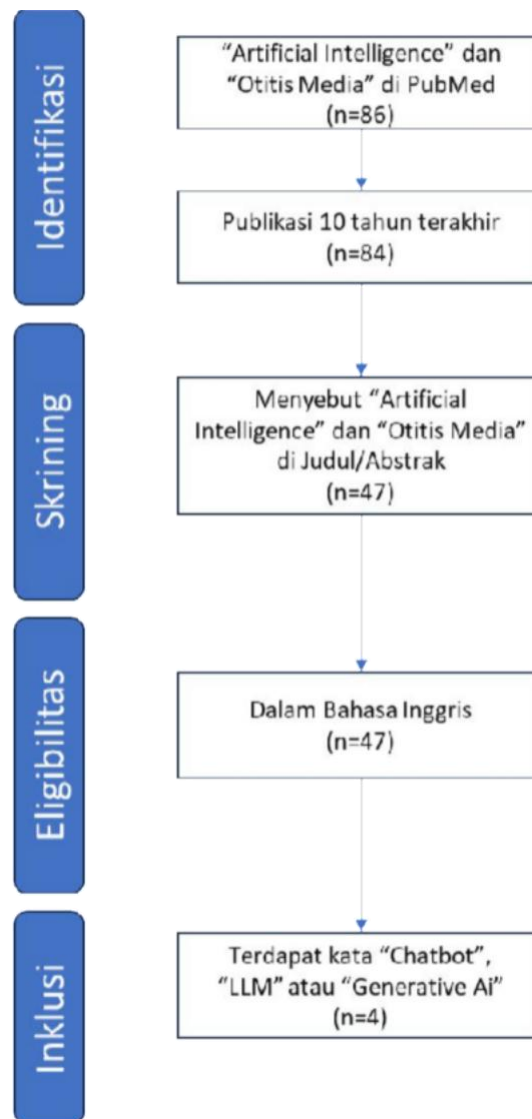 Identifikasi
“Artificial Intelligence” dan
“Otitis Media” di PubMed
(n=86)
Publikasi 10 tahun terakhir
(n=84)
Skrining
Menyebut “Artificial
Intelligence” dan “Otitis Media”
di Judul/Abstrak
(n=47)
Eligibilitas
Dalam Bahasa Inggris
(n=47)
Inklusi
Terdapat kata “Chatbot”,
“LLM” atau “Generative Ai”
(n=4)